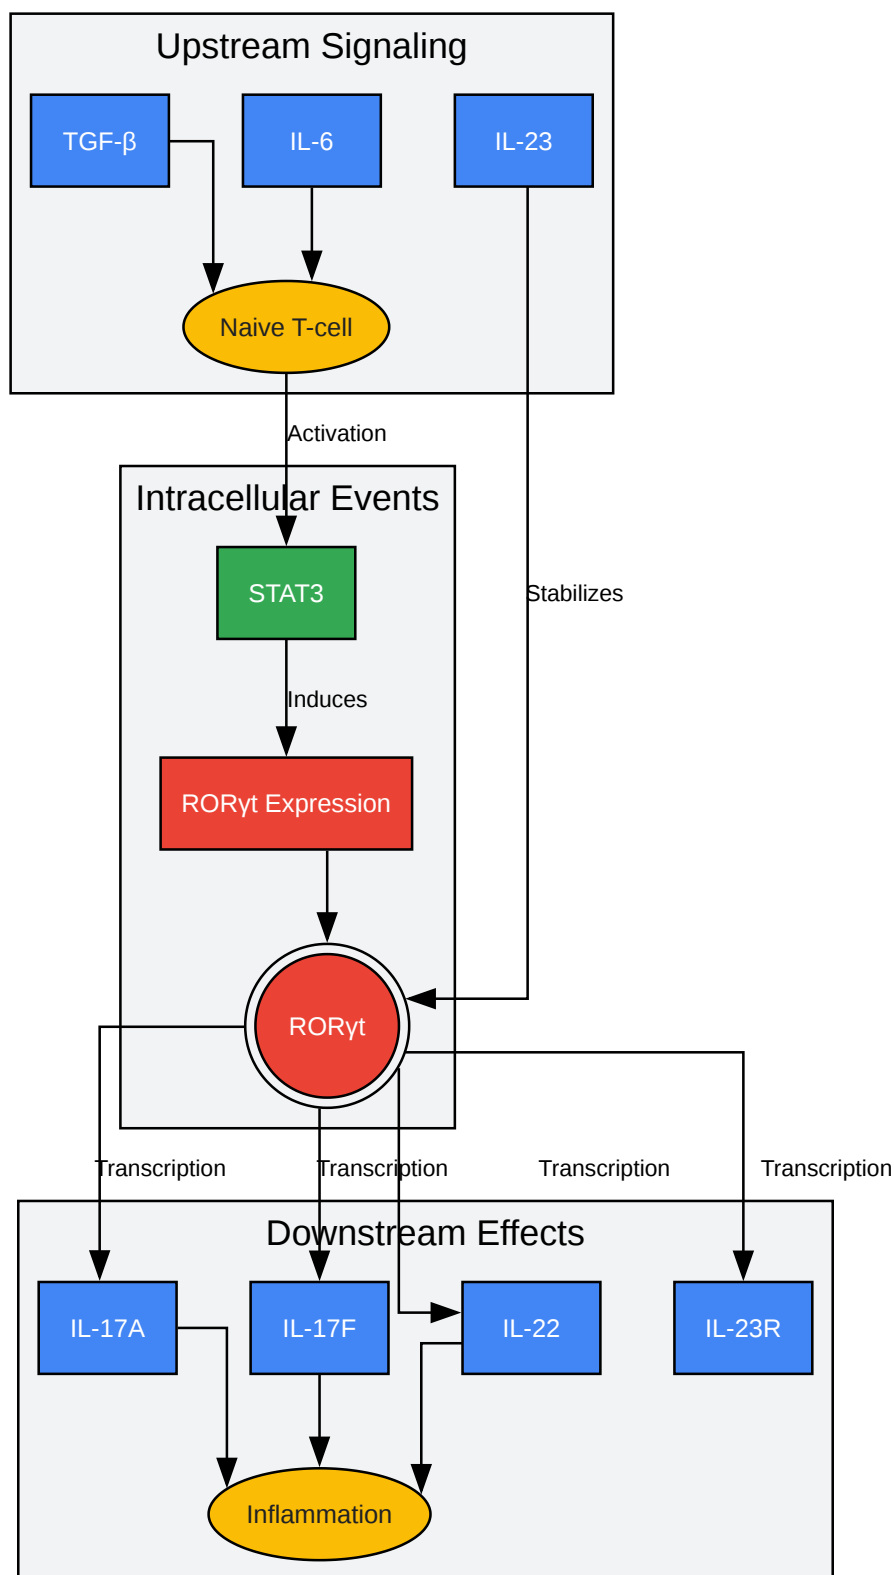 Upstream Signaling
TGF-β
IL-6
IL-23
Naive T-cell
Activation
Intracellular Events
STAT3
Stabilizes
Induces
RORγt Expression
RORγt
Transcription
Transcription
Transcription
Transcription
Downstream Effects
IL-17A
IL-17F
IL-22
IL-23R
Inflammation